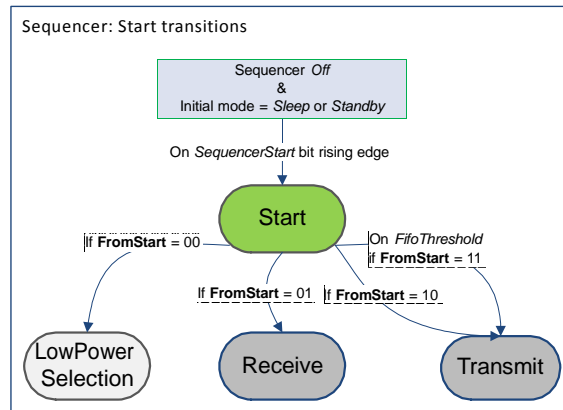 Sequencer: Start transitions
Sequencer Off
&
Initial mode = Sleep or Standby
On SequencerStart bit rising edge
Start
If FromStart = 00
On FifoThreshold
if FromStart = 11
If FromStart = 01
If FromStart = 10
LowPower
Selection
Receive
Transmit